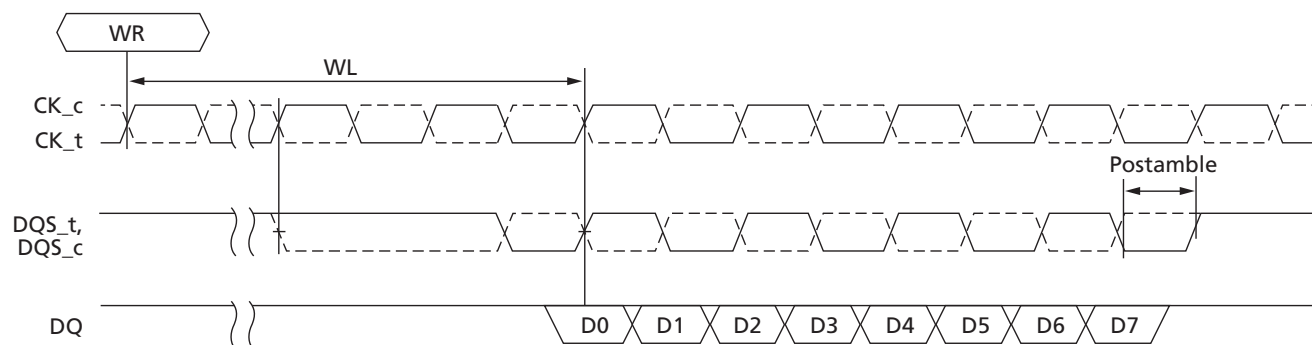 WR
WL
CK_c
CK_t
Postamble
DQS_t,
DQS_c
DQ
D0 D1 D2 D3 D4 D5 D6 D7